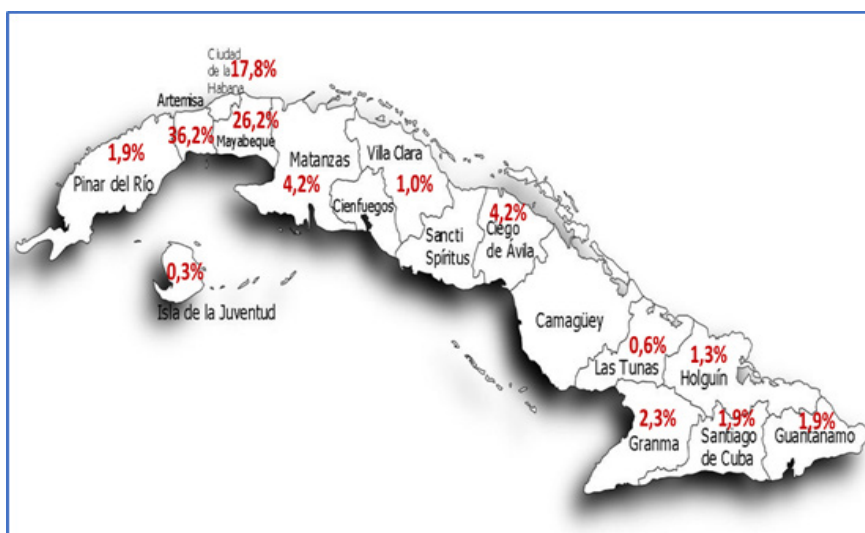 Ciudad
de la
Habana
17,8%
Artemisa
36,2%
26,2%
Mayabeque
1,9%
Pinar del Río
Matanzas
4,2%
Villa Clara
1,0%
Cienfuegos
Sancti
Spíritus
4,2%
Ciego
de Ávila
0,3%
Isla de la Juventud
Camagüey
0,6%
Las Tunas
1,3%
Holguín
2,3%
Granma
1,9%
Santiago
de Cuba
1,9%
Guantánamo